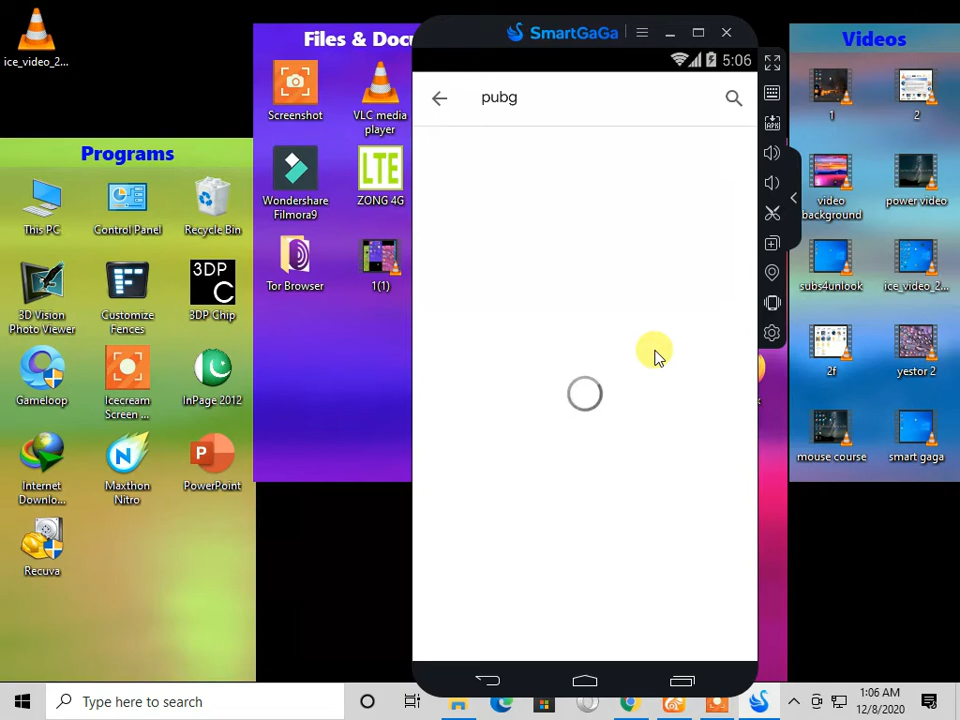 ice_video_2...
Programs
This PC
Control Panel
Recycle Bin
3D Vision
Photo Viewer
Customize
Fences
3DP
C
3DP Chip
Gameloop
Icecream
Screen ...
InPage 2012
Internet
Downlo...
Maxthon
Nitro
P
PowerPoint
Recuva
Files & Docu
Screenshot
VLC media
player
Wondershare
Filmora9
LTE
ZONG 4G
Tor Browser
1(1)
SmartGaGa
5:06
pubg
APK
Videos
1
2
video
background
power video
subs4unlook
ice_video_2...
2f
yestor 2
mouse course
smart gaga
Type here to search
1:06 AM
12/8/2020